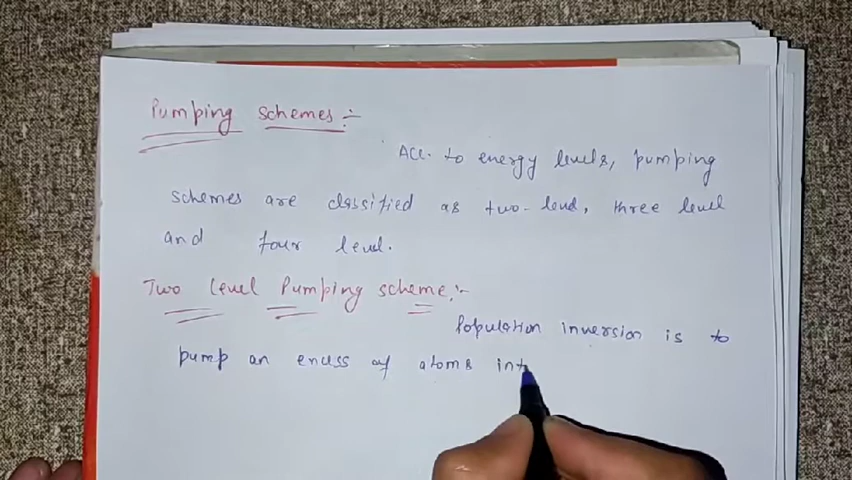 Pumping schemes :-
Acc. to energy levels, pumping
schemes are classified as two-level, three level
and four level.
Two Level Pumping scheme :-
Population inversion is to
pump an excess of atoms int